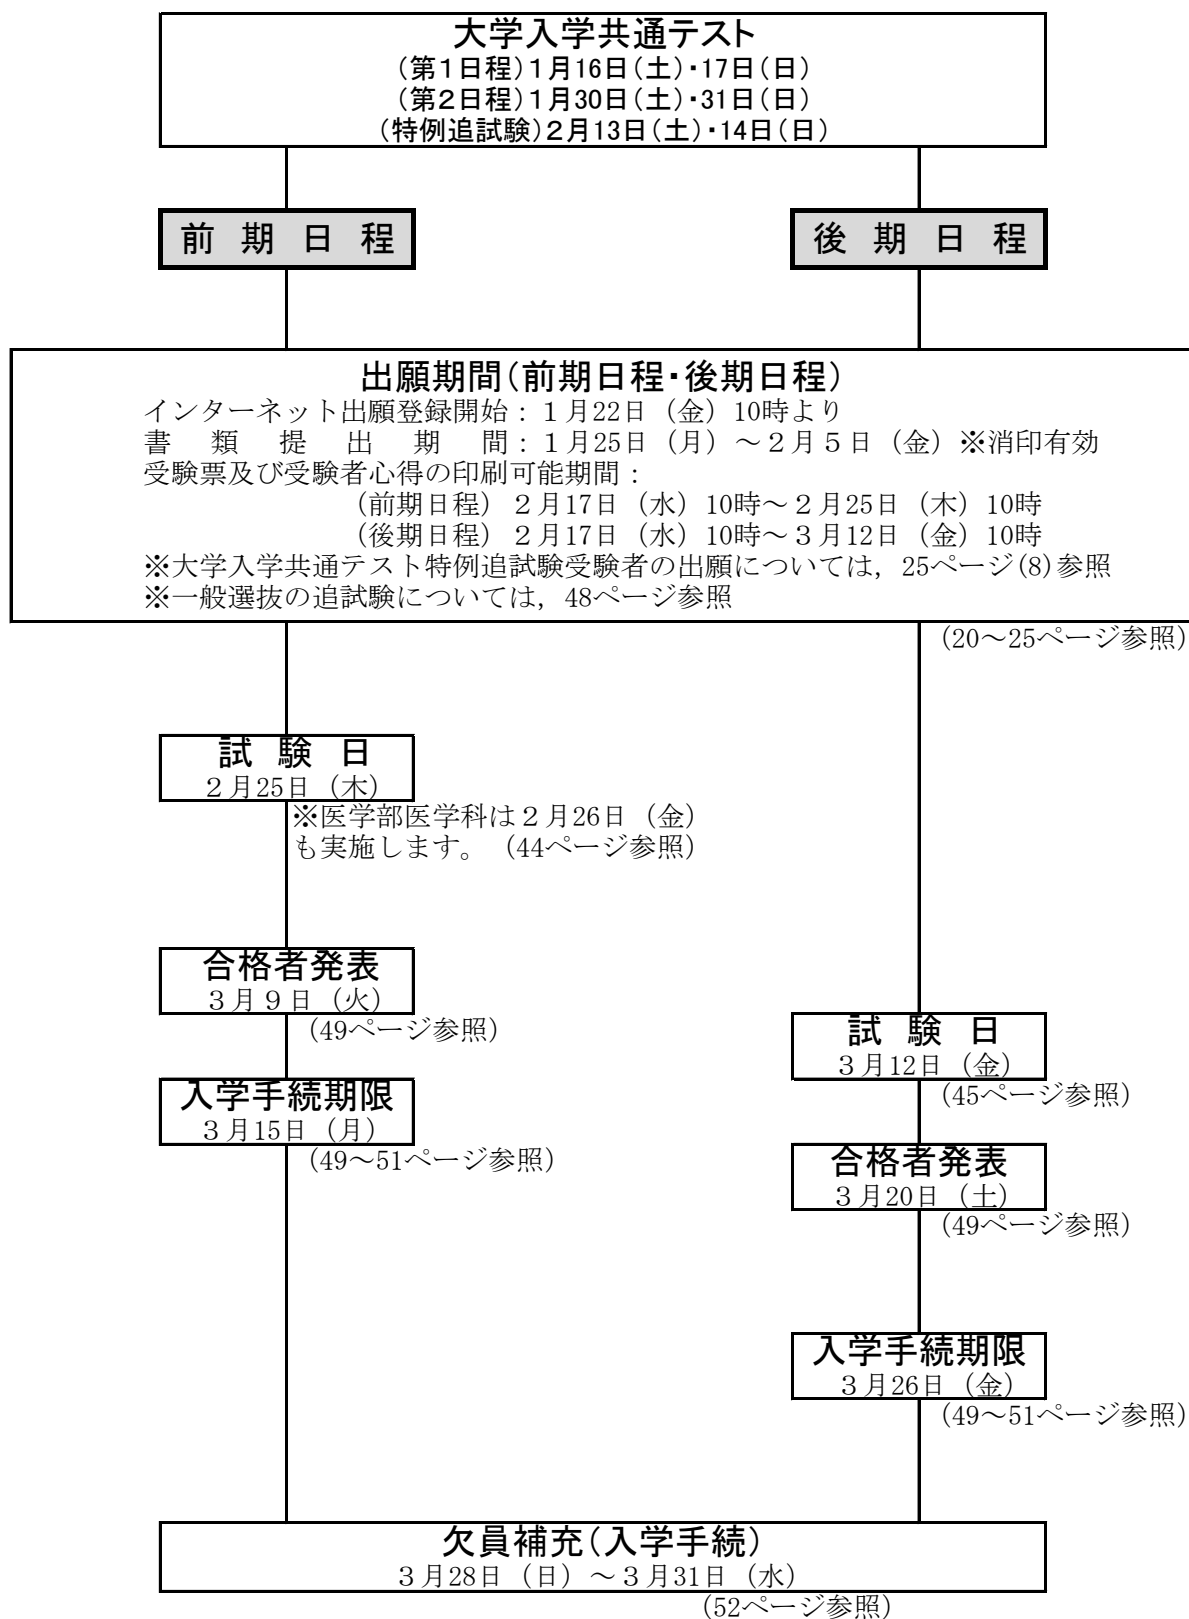 大学入学共通テスト
(第１日程)１月16日(土)・17日(日)
(第２日程)１月30日(土)・31日(日)
(特例追試験)２月13日(土)・14日(日)
前期日程
後期日程
出願期間(前期日程・後期日程)
インターネット出願登録開始：１月22日（金）10時より
書類提出期間：１月25日（月）～２月５日（金）※消印有効
受験票及び受験者心得の印刷可能期間：
（前期日程）２月17日（水）10時～２月25日（木）10時
（後期日程）２月17日（水）10時～３月12日（金）10時
※大学入学共通テスト特例追試験受験者の出願については，25ページ(8)参照
※一般選抜の追試験については，48ページ参照
（20～25ページ参照）
試験日
２月25日（木）
※医学部医学科は２月26日（金）
も実施します。（44ページ参照）
合格者発表
３月９日（火）
（49ページ参照）
試験日
３月12日（金）
（45ページ参照）
入学手続期限
３月15日（月）
（49～51ページ参照）
合格者発表
３月20日（土）
（49ページ参照）
入学手続期限
３月26日（金）
（49～51ページ参照）
欠員補充(入学手続)
３月28日（日）～３月31日（水）
（52ページ参照）